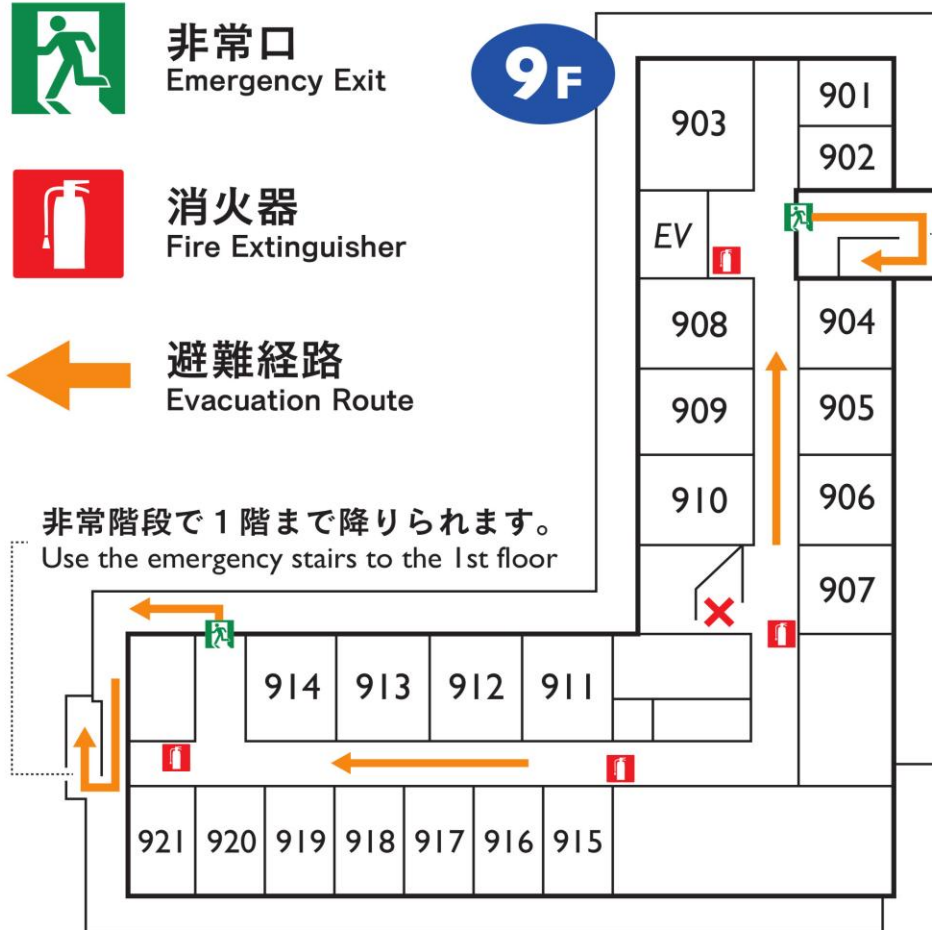 非常口
Emergency Exit
9F
消火器
Fire Extinguisher
避難経路
Evacuation Route
非常階段で1階まで降りられます。
Use the emergency stairs to the 1st floor
903
901
902
EV
908
904
909
905
910
906
907
914
913
912
911
921
920
919
918
917
916
915